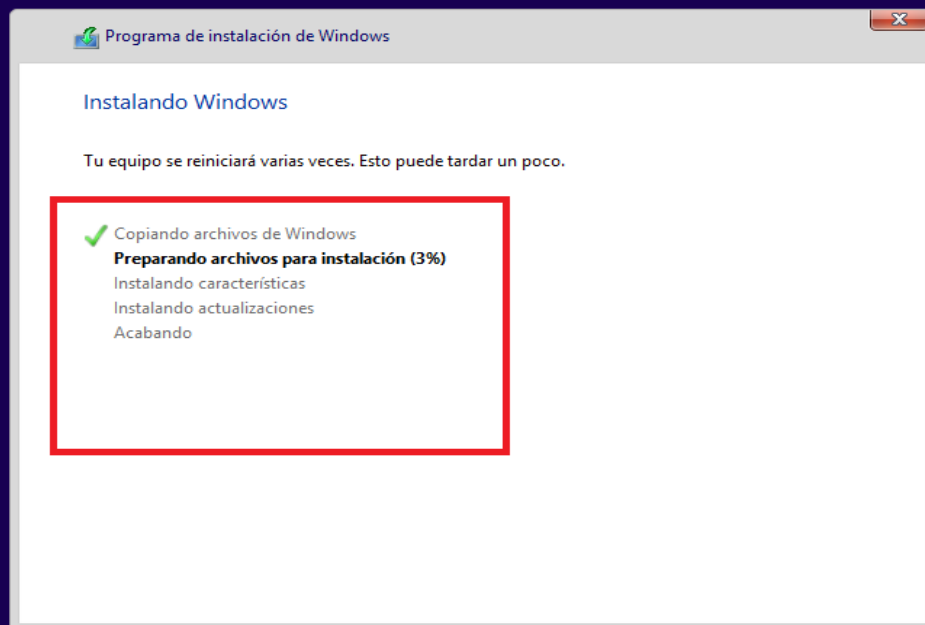 Programa de instalación de Windows
Instalando Windows
Tu equipo se reiniciará varias veces. Esto puede tardar un poco.
Copiando archivos de Windows
Preparando archivos para instalación (3%)
Instalando características
Instalando actualizaciones
Acabando